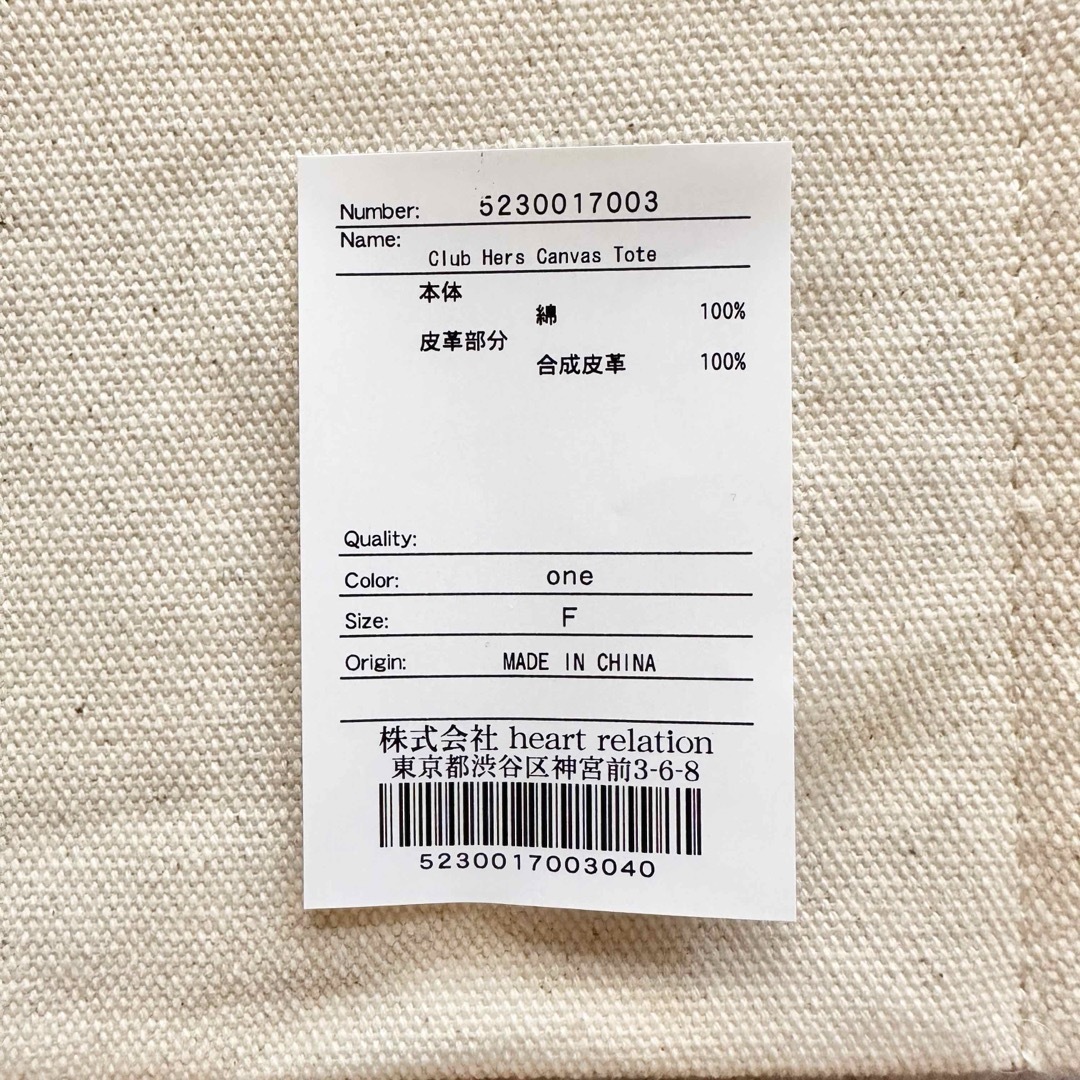 Number: 5230017003
Name:
Club Hers Canvas Tote
本体
綿 100%
皮革部分
合成皮革 100%
Quality:
Color: one
Size: F
Origin: MADE IN CHINA
株式会社 heart relation
東京都渋谷区神宮前3-6-8
5230017003040